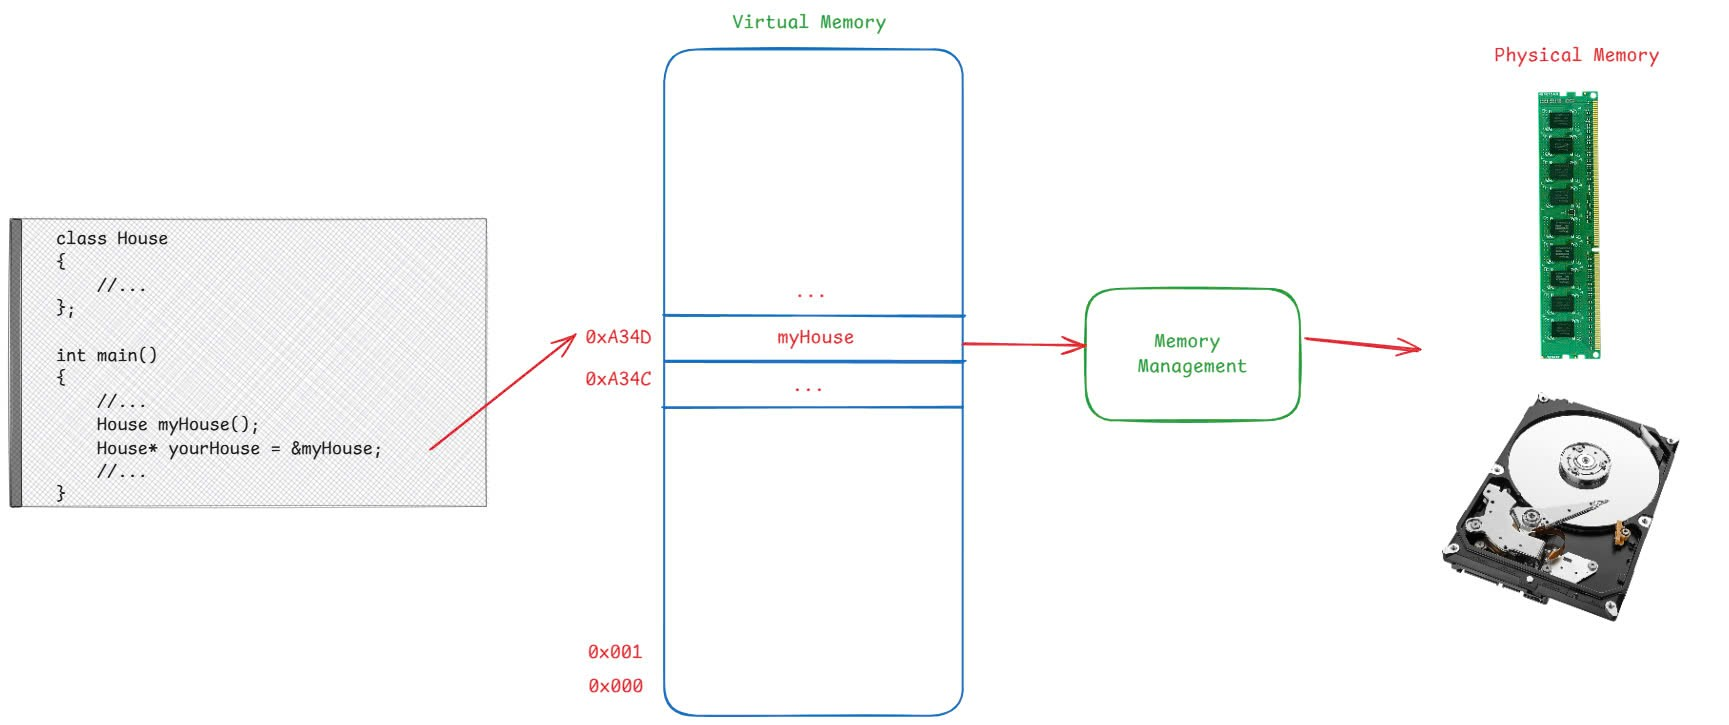 Virtual Memory
Physical Memory
class House
{
    //...
};
int main()
{
    //...
    House myHouse();
    House* yourHouse = &myHouse;
    //...
}
...
0xA34D
myHouse
0xA34C
...
0x001
0x000
Memory
Management